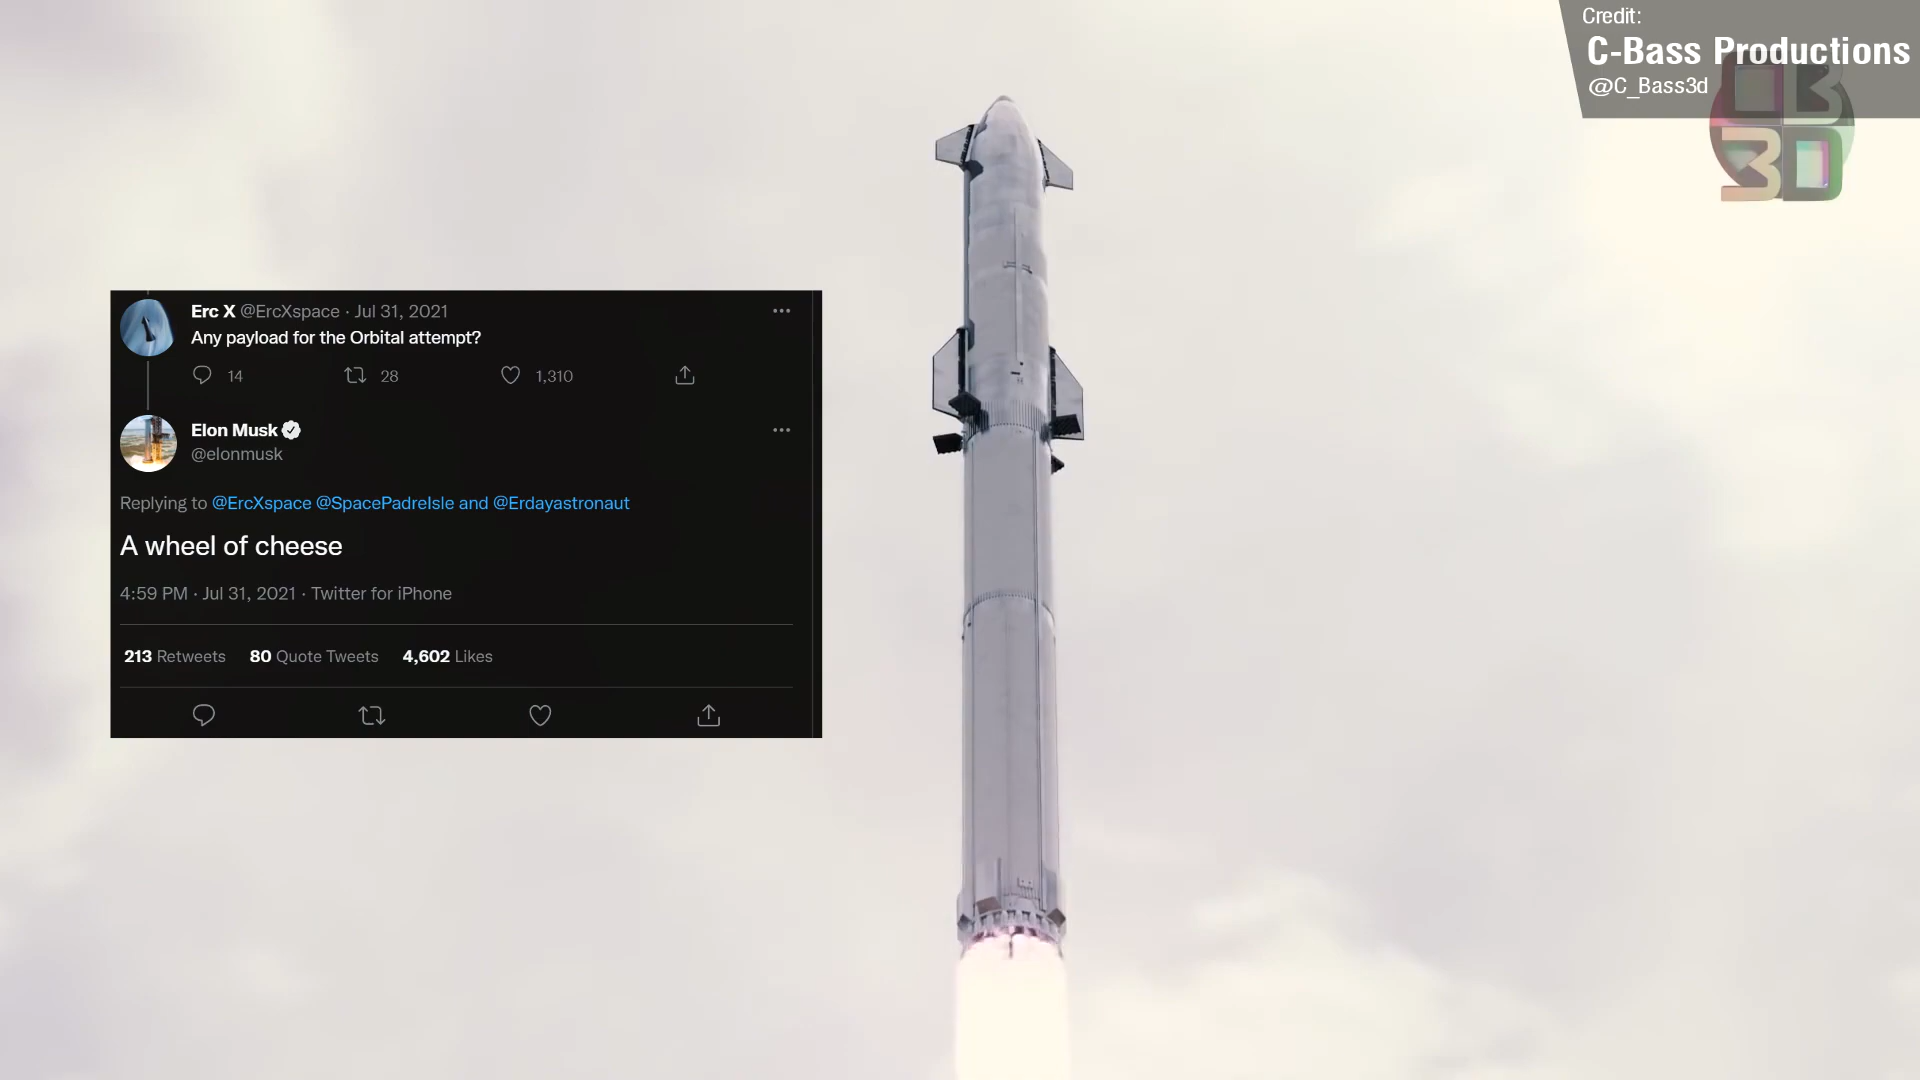 Credit:
C-Bass Productions
@C_Bass3d
CB
3D
Erc X @ErcXspace · Jul 31, 2021
Any payload for the Orbital attempt?
14 28 1,310
Elon Musk
@elonmusk
Replying to @ErcXspace @SpacePadreIsle and @Erdayastronaut
A wheel of cheese
4:59 PM · Jul 31, 2021 · Twitter for iPhone
213 Retweets 80 Quote Tweets 4,602 Likes